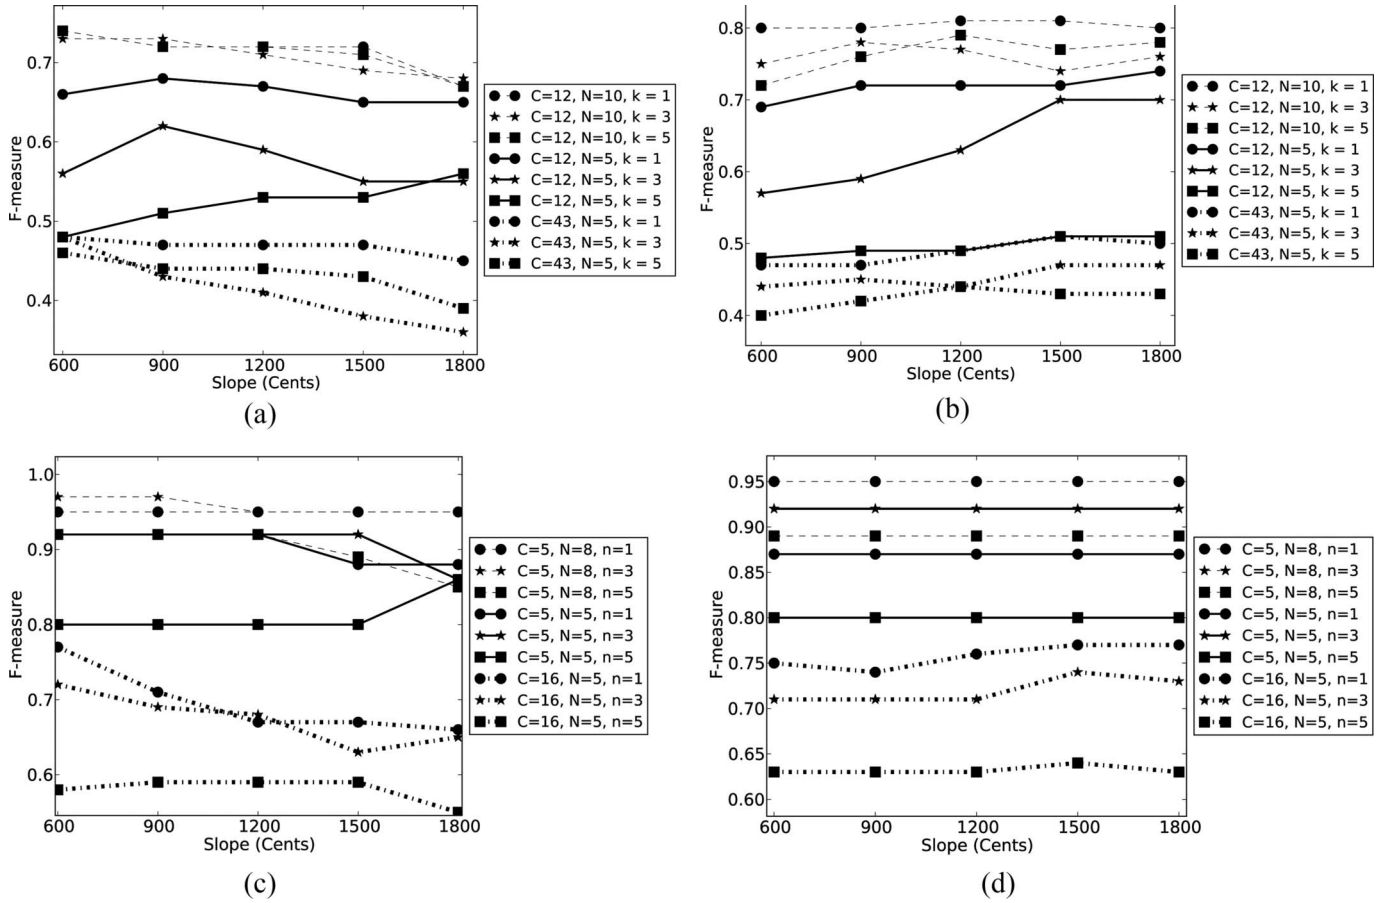 0.7
0.6
0.5
0.4
F-measure
600 900 1200 1500 1800
Slope (Cents)
C=12, N=10, k = 1
C=12, N=10, k = 3
C=12, N=10, k = 5
C=12, N=5, k = 1
C=12, N=5, k = 3
C=12, N=5, k = 5
C=43, N=5, k = 1
C=43, N=5, k = 3
C=43, N=5, k = 5
(a)
0.8
0.7
0.6
0.5
0.4
F-measure
600 900 1200 1500 1800
Slope (Cents)
C=12, N=10, k = 1
C=12, N=10, k = 3
C=12, N=10, k = 5
C=12, N=5, k = 1
C=12, N=5, k = 3
C=12, N=5, k = 5
C=43, N=5, k = 1
C=43, N=5, k = 3
C=43, N=5, k = 5
(b)
1.0
0.9
0.8
0.7
0.6
F-measure
600 900 1200 1500 1800
Slope (Cents)
C=5, N=8, n=1
C=5, N=8, n=3
C=5, N=8, n=5
C=5, N=5, n=1
C=5, N=5, n=3
C=5, N=5, n=5
C=16, N=5, n=1
C=16, N=5, n=3
C=16, N=5, n=5
(c)
0.95
0.90
0.85
0.80
0.75
0.70
0.65
0.60
F-measure
600 900 1200 1500 1800
Slope (Cents)
C=5, N=8, n=1
C=5, N=8, n=3
C=5, N=8, n=5
C=5, N=5, n=1
C=5, N=5, n=3
C=5, N=5, n=5
C=16, N=5, n=1
C=16, N=5, n=3
C=16, N=5, n=5
(d)